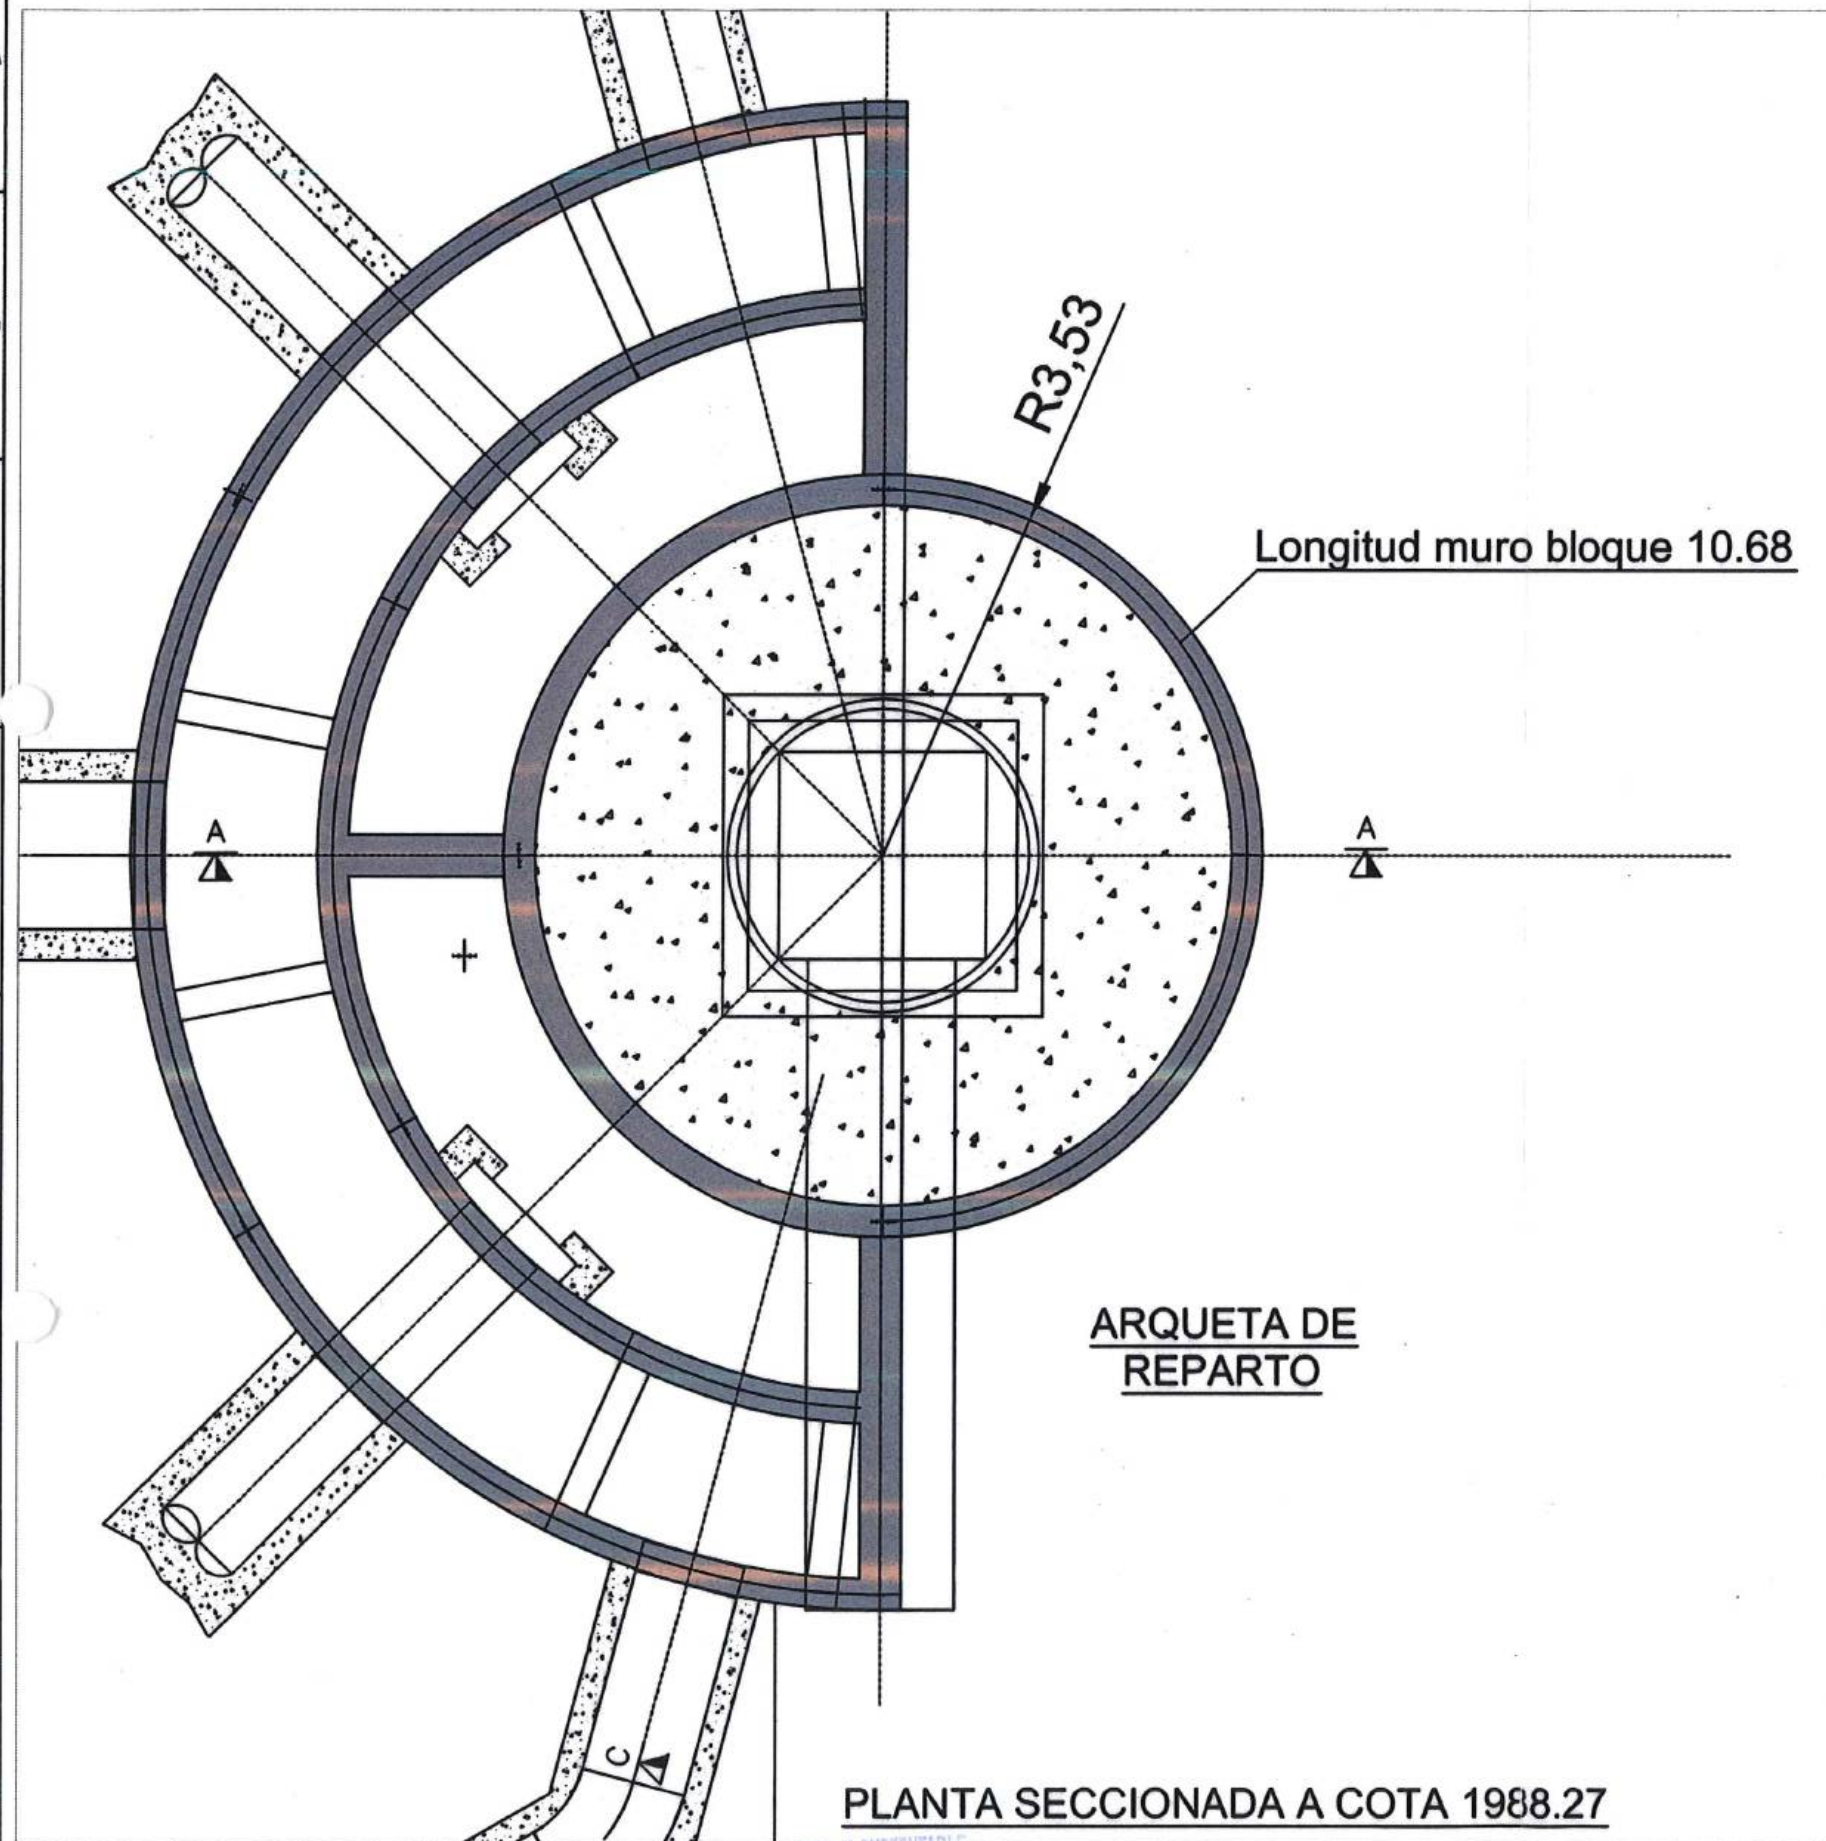 R3,53
Longitud muro bloque 10.68
A
A
ARQUETA DE
REPARTO
C
PLANTA SECCIONADA A COTA 1988.27